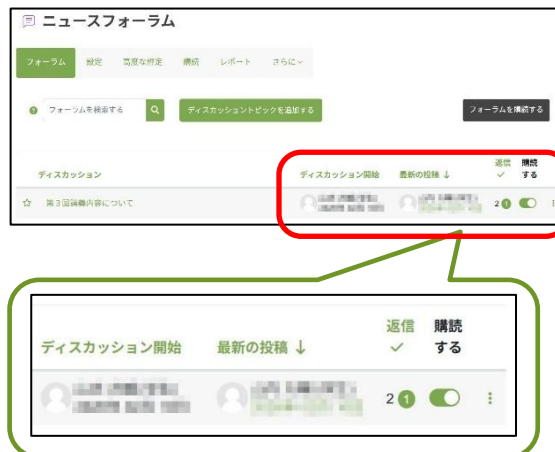 ニュースフォーラム
フォーラム 設定 高度な評定 購読 レポート さらに
フォーラムを検索する ディスカッショントピックを追加する フォーラムを購読する
ディスカッション ディスカッション開始 最新の投稿 ↓ 返信 購読する
第3回講義内容について 2 1
ディスカッション開始 最新の投稿 ↓ 返信 購読する
2 1